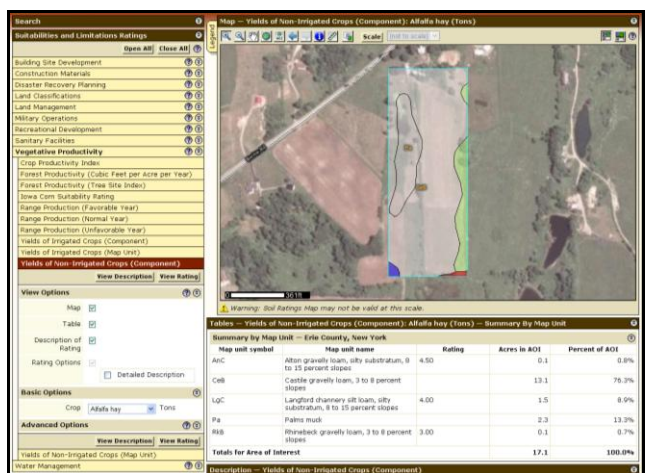 Search
Suitabilities and Limitations Ratings
Open All Close All
Building Site Development
Construction Materials
Disaster Recovery Planning
Land Classifications
Land Management
Military Operations
Recreational Development
Sanitary Facilities
Vegetative Productivity
Crop Productivity Index
Forest Productivity (Cubic Feet per Acre per Year)
Forest Productivity (Tree Site Index)
Iowa Corn Suitability Rating
Range Production (Favorable Year)
Range Production (Normal Year)
Range Production (Unfavorable Year)
Yields of Irrigated Crops (Component)
Yields of Irrigated Crops (Map Unit)
Yields of Non-Irrigated Crops (Component)
View Description View Rating
View Options
Map
Table
Description of
Rating
Rating Options
Detailed Description
Basic Options
Crop Alfalfa hay Tons
Advanced Options
View Description View Rating
Yields of Non-Irrigated Crops (Map Unit)
Water Management
Map — Yields of Non-Irrigated Crops (Component): Alfalfa hay (Tons)
Legend
Scale (not to scale)
Warning: Soil Ratings Map may not be valid at this scale.
Tables — Yields of Non-Irrigated Crops (Component): Alfalfa hay (Tons) — Summary By Map Unit
Summary by Map Unit — Erie County, New York
Map unit symbol Map unit name Rating Acres in AOI Percent of AOI
AnC Alton gravelly loam, silty substratum, 8 4.50 0.1 0.8%
to 15 percent slopes
CeB Castile gravelly loam, 3 to 8 percent 13.1 76.3%
slopes
LgC Langford channery silt loam, silty 4.00 1.5 8.9%
substratum, 8 to 15 percent slopes
Pa Palms muck 2.3 13.3%
RkB Rhinebeck gravelly loam, 3 to 8 percent 3.00 0.1 0.7%
slopes
Totals for Area of Interest 17.1 100.0%
Description — Yields of Non-Irrigated Crops (Component)